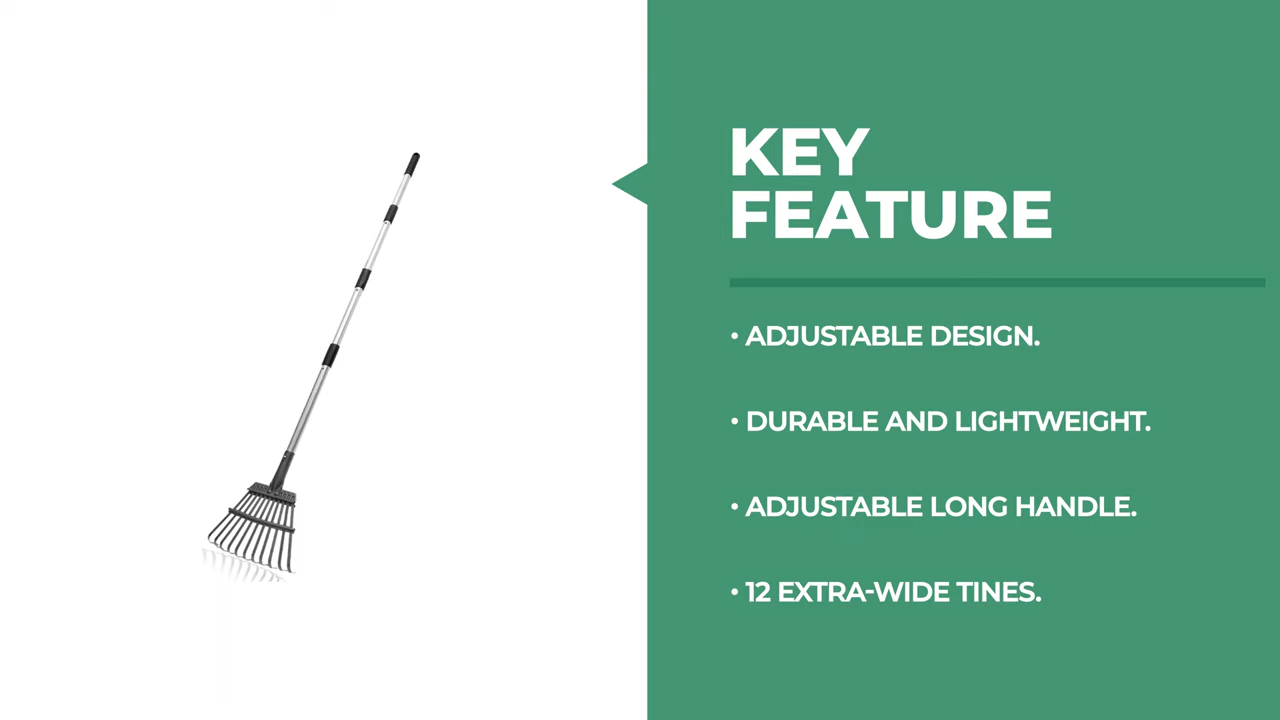 KEY
FEATURE
• ADJUSTABLE DESIGN.
• DURABLE AND LIGHTWEIGHT.
• ADJUSTABLE LONG HANDLE.
• 12 EXTRA-WIDE TINES.